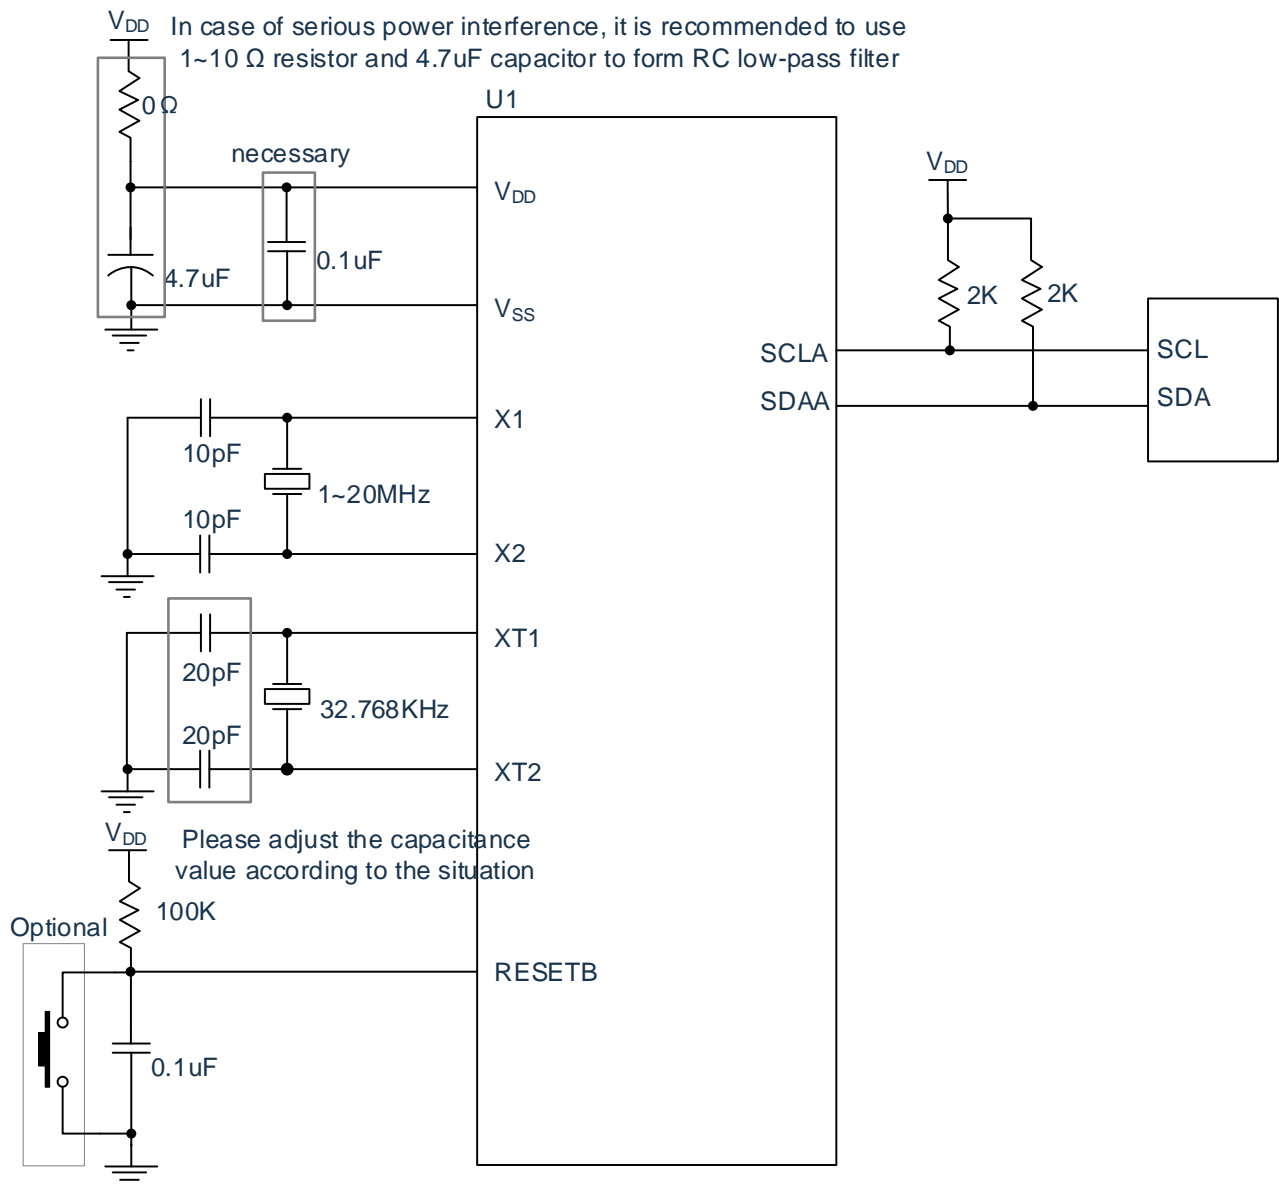 VDD
In case of serious power interference, it is recommended to use
1~10 Ω resistor and 4.7uF capacitor to form RC low-pass filter
0Ω
U1
necessary
VDD
VDD
0.1uF
4.7uF
VSS
2K
2K
SCLA
SCL
SDAA
SDA
X1
10pF
1~20MHz
10pF
X2
XT1
20pF
32.768KHz
20pF
XT2
VDD
Please adjust the capacitance
value according to the situation
100K
Optional
RESETB
0.1uF